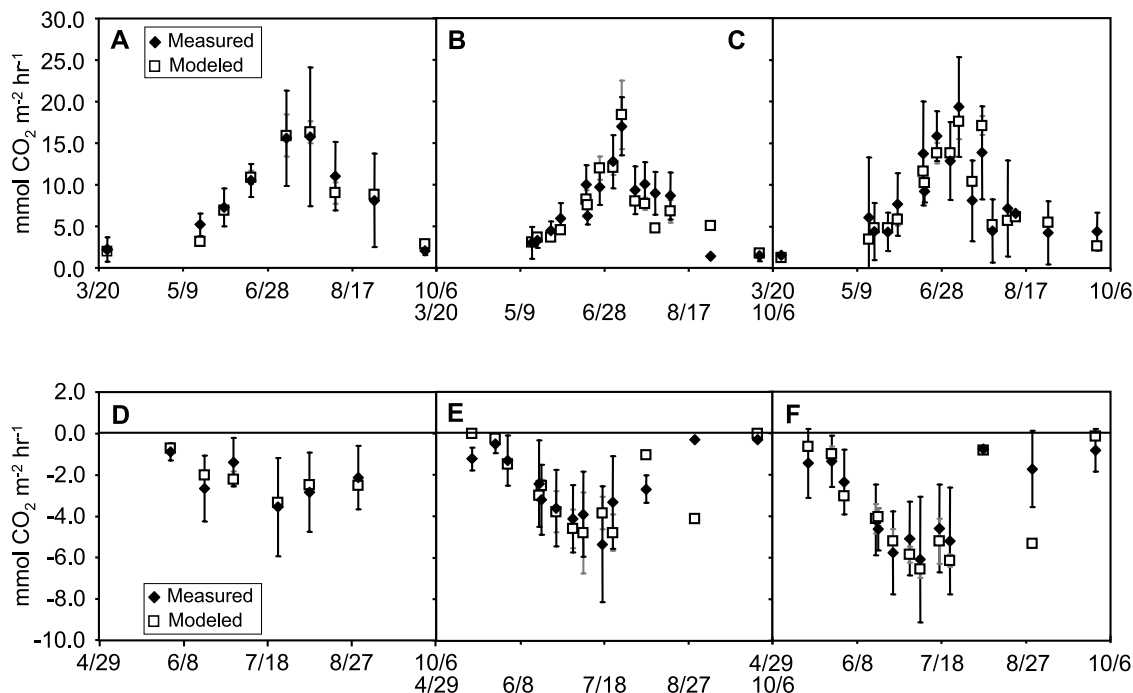 30.0
25.0
20.0
15.0
10.0
5.0
0.0
mmol CO₂ m⁻² hr⁻¹
A
Measured
Modeled
B
C
3/20 5/9 6/28 8/17 10/6
3/20 5/9 6/28 8/17 10/6
3/20 5/9 6/28 8/17 10/6
2.0
0.0
-2.0
-4.0
-6.0
-8.0
-10.0
mmol CO₂ m⁻² hr⁻¹
D
E
F
Measured
Modeled
4/29 6/8 7/18 8/27 10/6
4/29 6/8 7/18 8/27 10/6
4/29 6/8 7/18 8/27 10/6